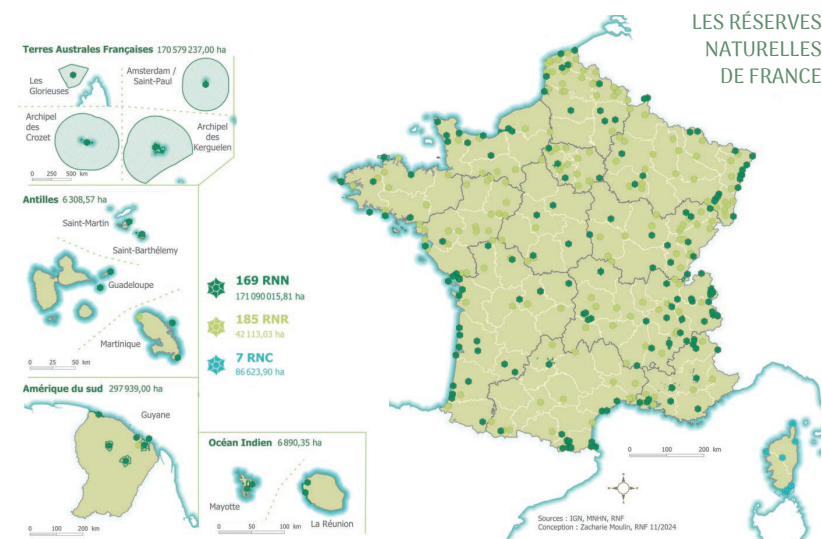 LES RÉSERVES
NATURELLES
DE FRANCE
Terres Australes Françaises 170 579 237,00 ha
Les
Glorieuses
Amsterdam /
Saint-Paul
Archipel
des
Crozet
Archipel
des
Kerguelen
0 250 500 km
Antilles 6 308,57 ha
Saint-Martin
Saint-Barthélemy
Guadeloupe
Martinique
0 25 50 km
169 RNN
171 090 015,81 ha
185 RNR
42 113,03 ha
7 RNC
86 623,90 ha
Amérique du sud 297 939,00 ha
Guyane
0 100 200 km
Océan Indien 6 890,35 ha
Mayotte
La Réunion
0 50 100 km
0 100 200 km
Sources : IGN, MNHN, RNF
Conception : Zacharie Moulin, RNF 11/2024